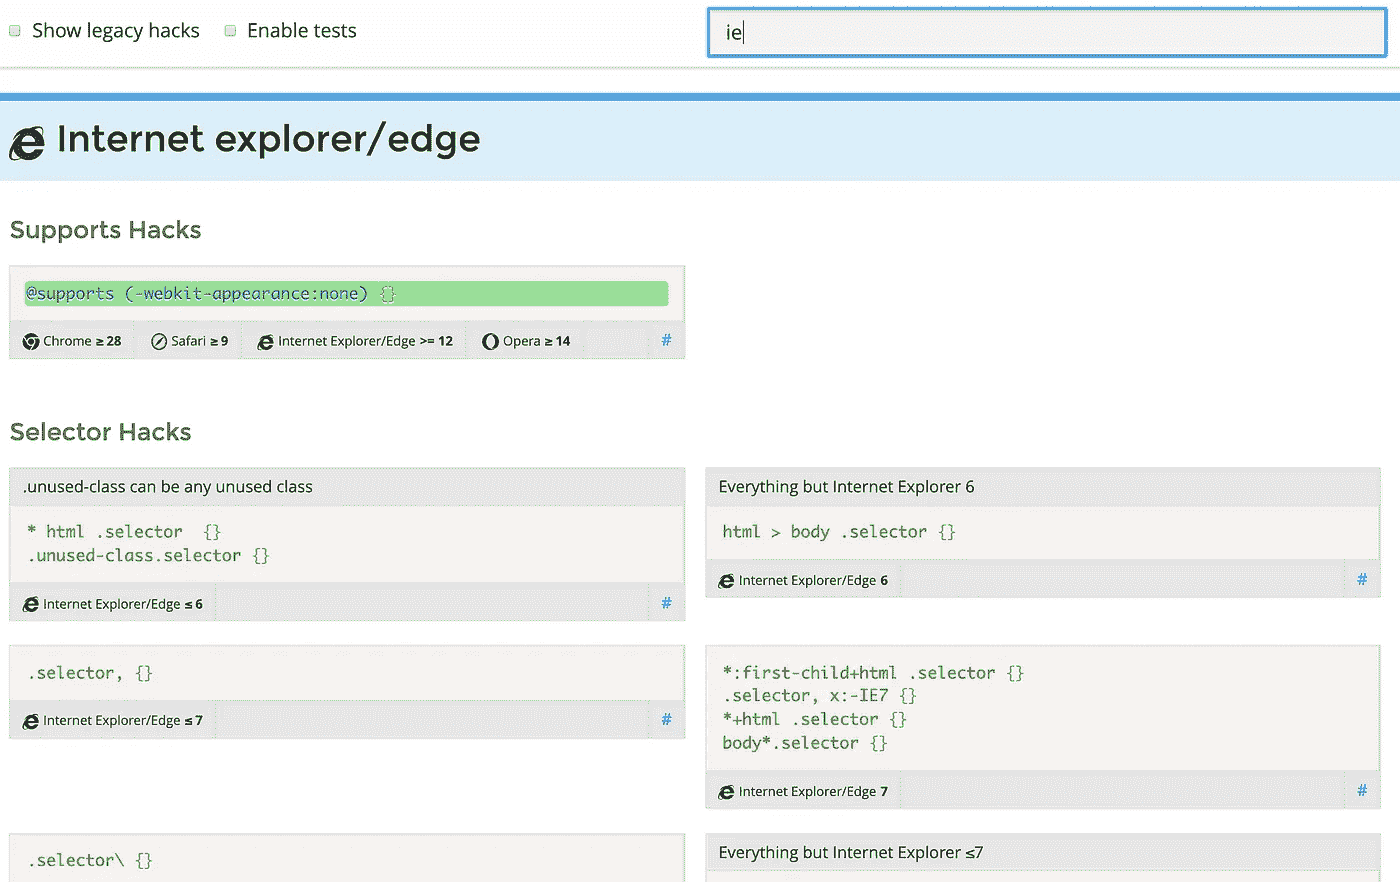 Show legacy hacks Enable tests ie
Internet explorer/edge
Supports Hacks
@supports (-webkit-appearance:none) {}
Chrome ≥ 28 Safari ≥ 9 Internet Explorer/Edge >= 12 Opera ≥ 14 #
Selector Hacks
.unused-class can be any unused class
* html .selector {}
.unused-class.selector {}
Internet Explorer/Edge ≤ 6 #
Everything but Internet Explorer 6
html > body .selector {}
Internet Explorer/Edge 6 #
.selector, {}
Internet Explorer/Edge ≤ 7 #
*:first-child+html .selector {}
.selector, x:-IE7 {}
*+html .selector {}
body*.selector {}
Internet Explorer/Edge 7 #
.selector\ {}
Everything but Internet Explorer ≤7